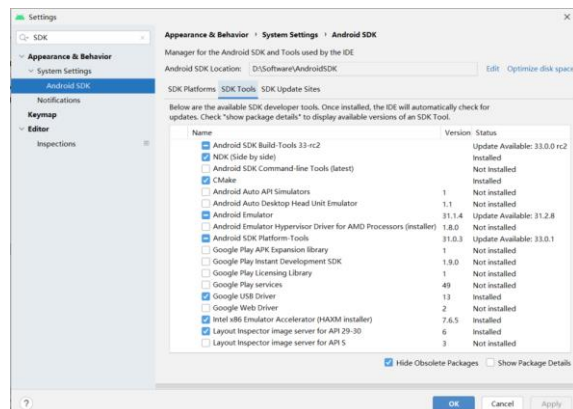 Settings
SDK
Appearance & Behavior
System Settings
Android SDK
Notifications
Keymap
Editor
Inspections
Appearance & Behavior › System Settings › Android SDK
Manager for the Android SDK and Tools used by the IDE
Android SDK Location: D:\Software\AndroidSDK Edit Optimize disk space
SDK Platforms SDK Tools SDK Update Sites
Below are the available SDK developer tools. Once installed, the IDE will automatically check for
updates. Check "show package details" to display available versions of an SDK Tool.
Name Version Status
Android SDK Build-Tools 33-rc2 Update Available: 33.0.0 rc2
NDK (Side by side) Installed
Android SDK Command-line Tools (latest) Not Installed
CMake Installed
Android Auto API Simulators 1 Not installed
Android Auto Desktop Head Unit Emulator 1.1 Not installed
Android Emulator 31.1.4 Update Available: 31.2.8
Android Emulator Hypervisor Driver for AMD Processors (installer) 1.8.0 Not installed
Android SDK Platform-Tools 31.0.3 Update Available: 33.0.1
Google Play APK Expansion library 1 Not installed
Google Play Instant Development SDK 1.9.0 Not installed
Google Play Licensing Library 1 Not installed
Google Play services 49 Not installed
Google USB Driver 13 Installed
Google Web Driver 2 Not installed
Intel x86 Emulator Accelerator (HAXM installer) 7.6.5 Installed
Layout Inspector image server for API 29-30 6 Installed
Layout Inspector image server for API S 3 Not installed
Hide Obsolete Packages Show Package Details
? OK Cancel Apply